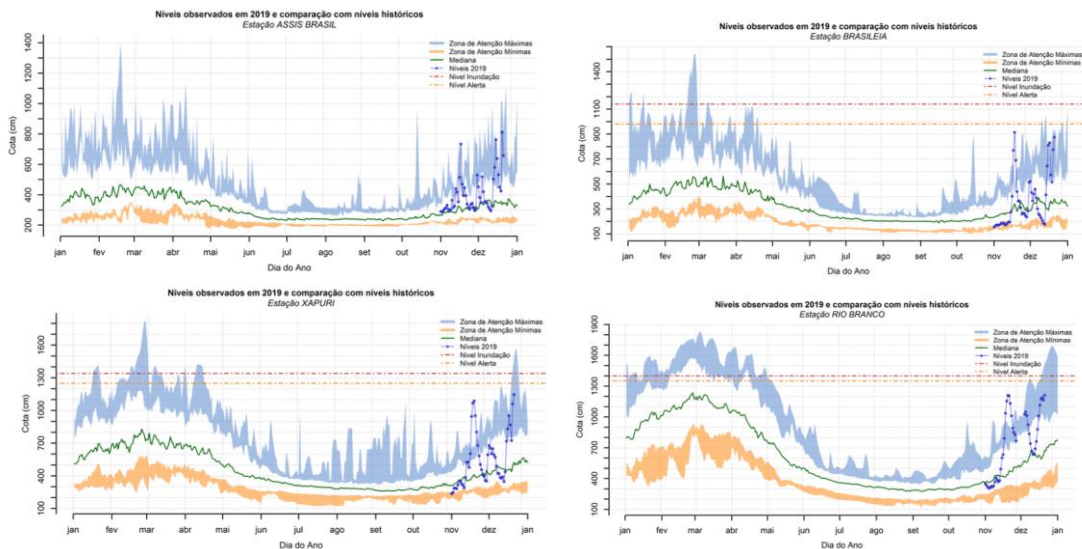 Níveis observados em 2019 e comparação com níveis históricos
Estação ASSIS BRASIL
Zona de Atenção Máximas
Zona de Atenção Mínimas
Mediana
Níveis 2019
Nível Inundação
Nível Alerta
Cota (cm)
1400
1200
1000
800
600
400
200
jan fev mar abr mai jun jul ago set out nov dez jan
Dia do Ano
Níveis observados em 2019 e comparação com níveis históricos
Estação BRASILEIA
Zona de Atenção Máximas
Zona de Atenção Mínimas
Mediana
Níveis 2019
Nível Inundação
Nível Alerta
Cota (cm)
1400
1100
900
700
500
300
100
jan fev mar abr mai jun jul ago set out nov dez jan
Dia do Ano
Níveis observados em 2019 e comparação com níveis históricos
Estação XAPURI
Zona de Atenção Máximas
Zona de Atenção Mínimas
Mediana
Níveis 2019
Nível Inundação
Nível Alerta
Cota (cm)
1600
1300
1000
700
400
100
jan fev mar abr mai jun jul ago set out nov dez jan
Dia do Ano
Níveis observados em 2019 e comparação com níveis históricos
Estação RIO BRANCO
Zona de Atenção Máximas
Zona de Atenção Mínimas
Mediana
Níveis 2019
Nível Inundação
Nível Alerta
Cota (cm)
1900
1600
1300
1000
700
400
100
jan fev mar abr mai jun jul ago set out nov dez jan
Dia do Ano